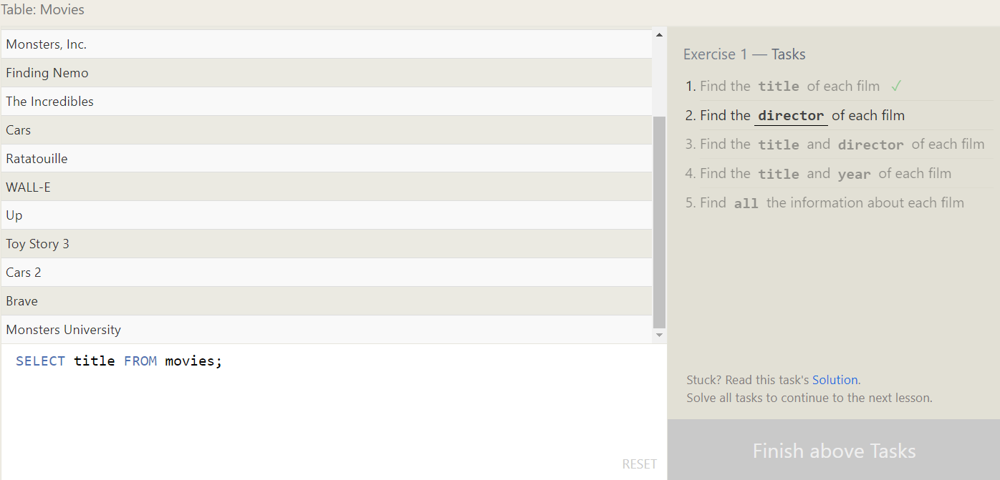 Table: Movies
Monsters, Inc.
Finding Nemo
The Incredibles
Cars
Ratatouille
WALL-E
Up
Toy Story 3
Cars 2
Brave
Monsters University
SELECT title FROM movies;
RESET
Exercise 1 — Tasks
1. Find the title of each film ✓
2. Find the director of each film
3. Find the title and director of each film
4. Find the title and year of each film
5. Find all the information about each film
Stuck? Read this task's Solution.
Solve all tasks to continue to the next lesson.
Finish above Tasks